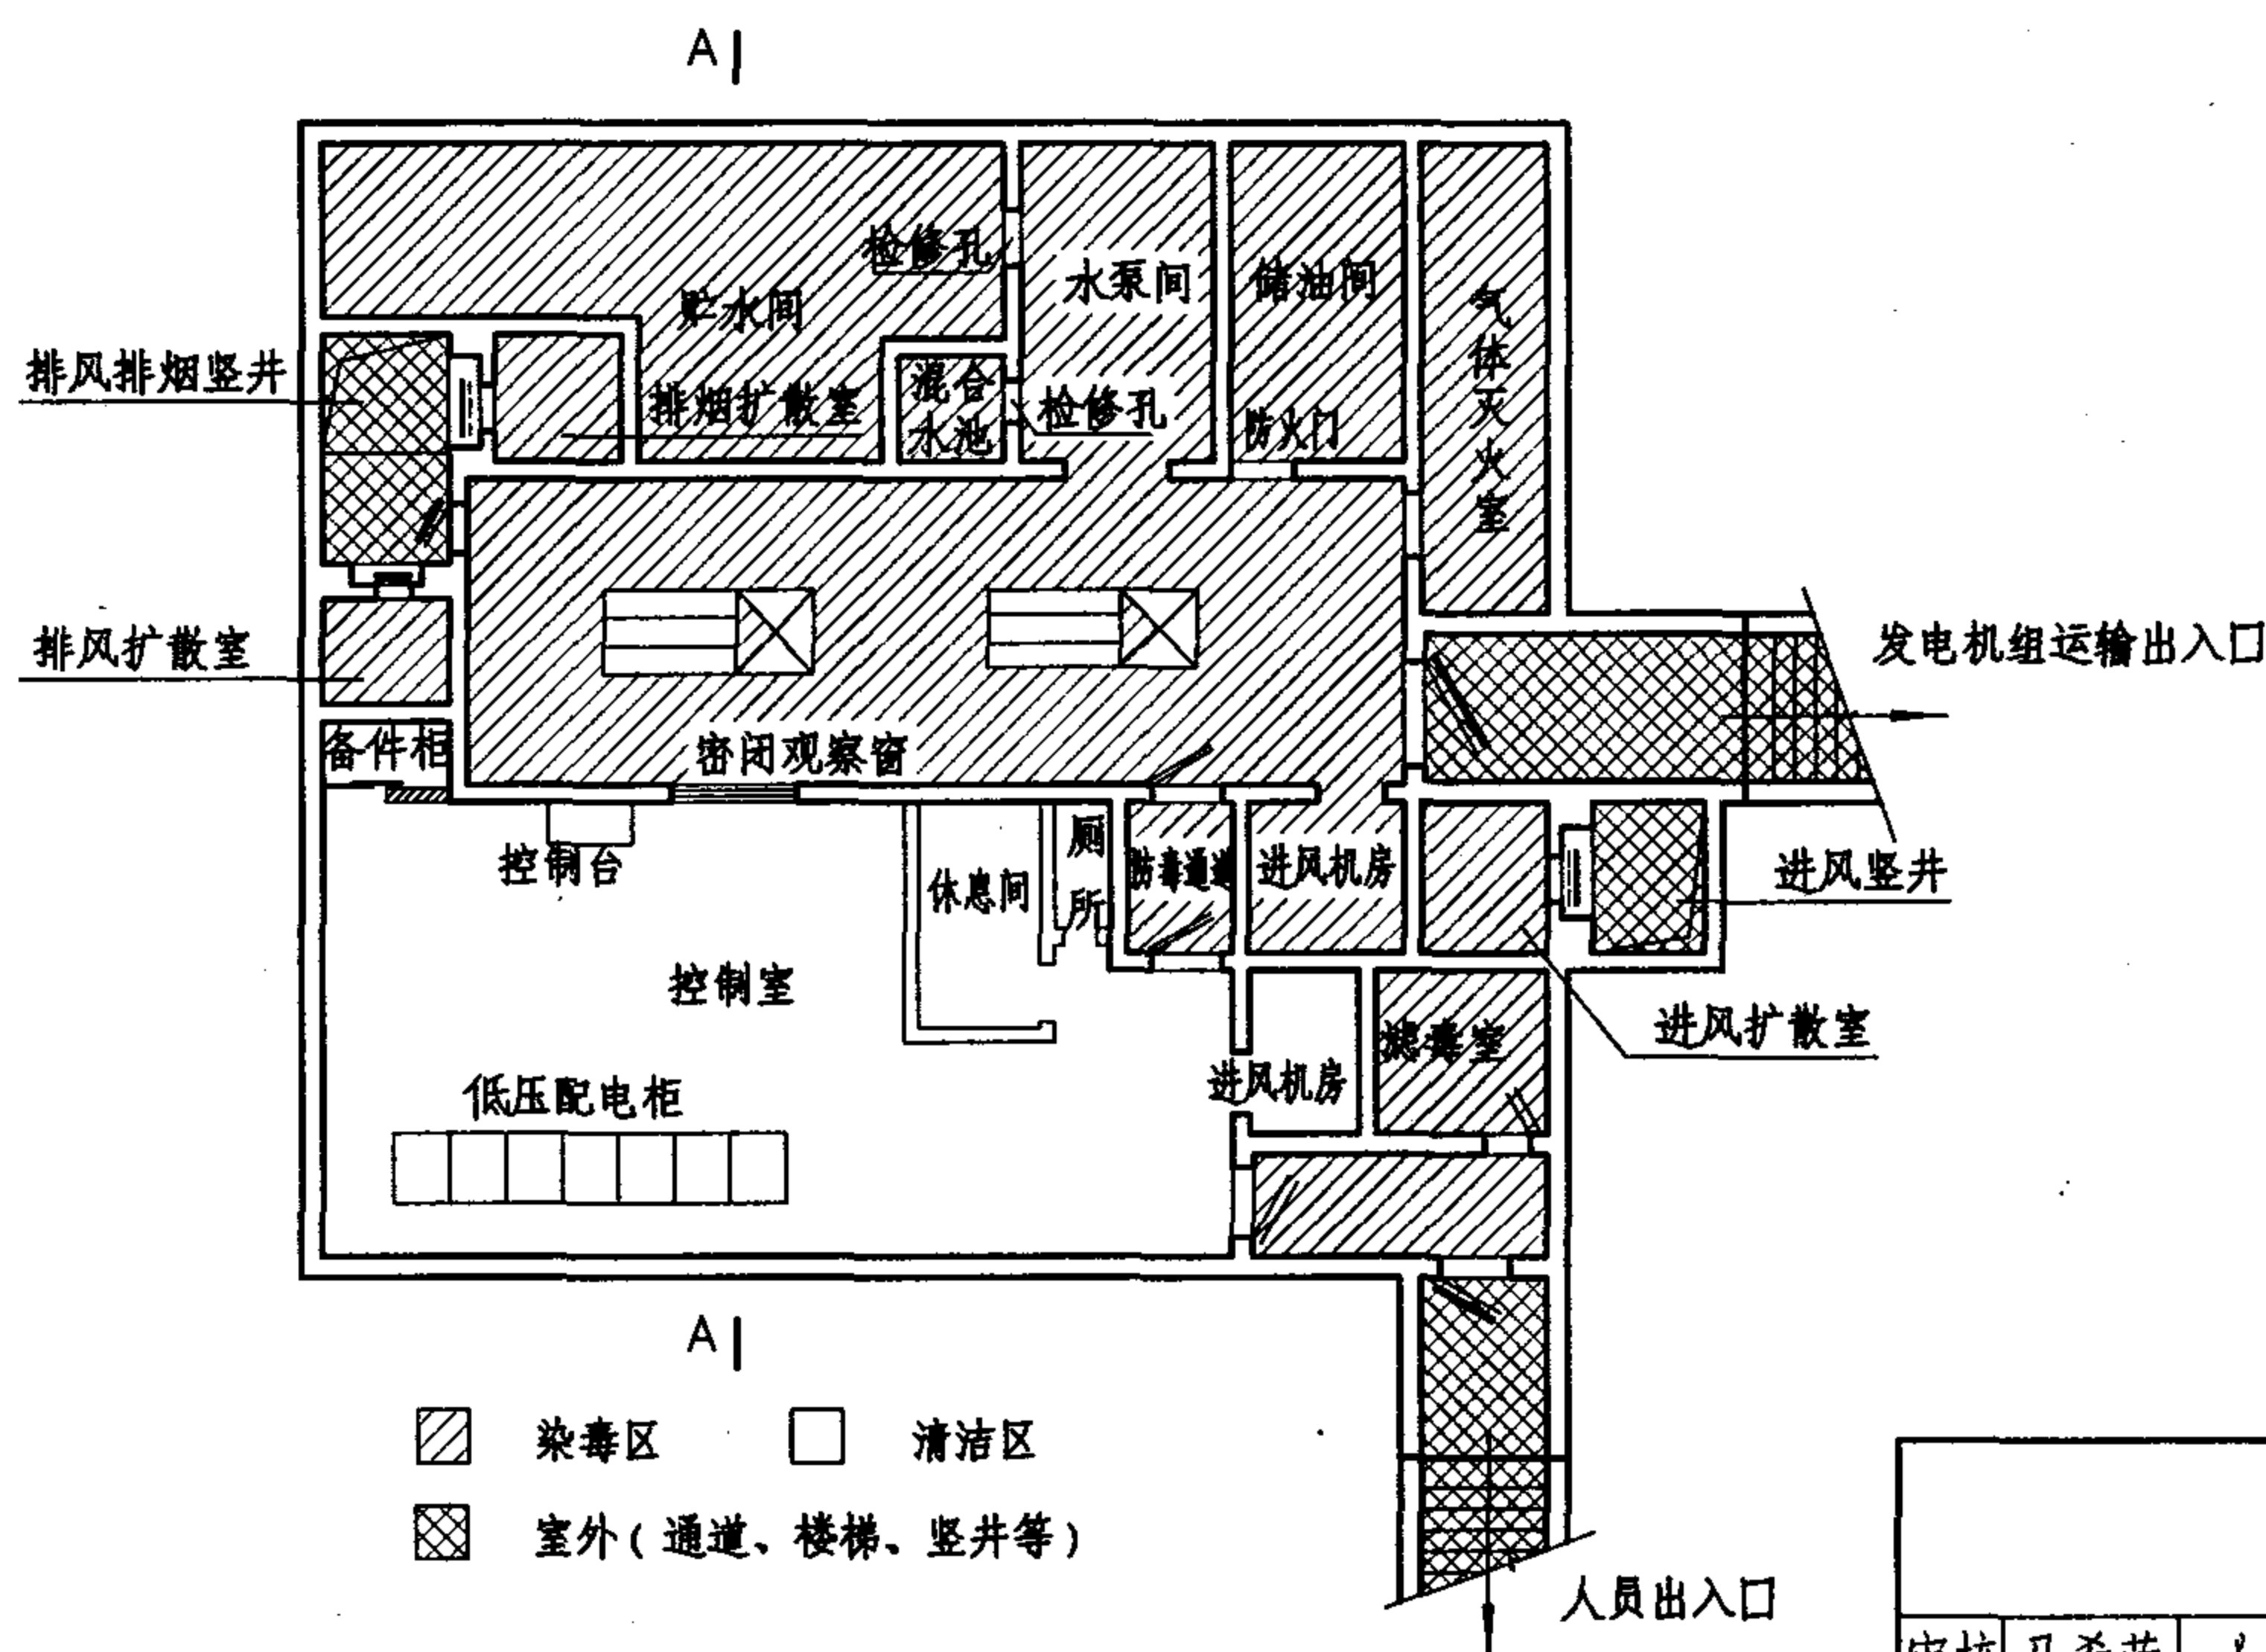 A
检修孔
水泵间
储油间
贮水间
气体灭火室
排风排烟竖井
排烟扩散室
混合水池
检修孔
防火门
发电机组运输出入口
排风扩散室
备件柜
密闭观察窗
控制台
休息间
厕所
防毒通道
进风机房
进风竖井
控制室
进风扩散室
滤毒室
进风机房
低压配电柜
A
染毒区
清洁区
室外(通道、楼梯、竖井等)
人员出入口
审核